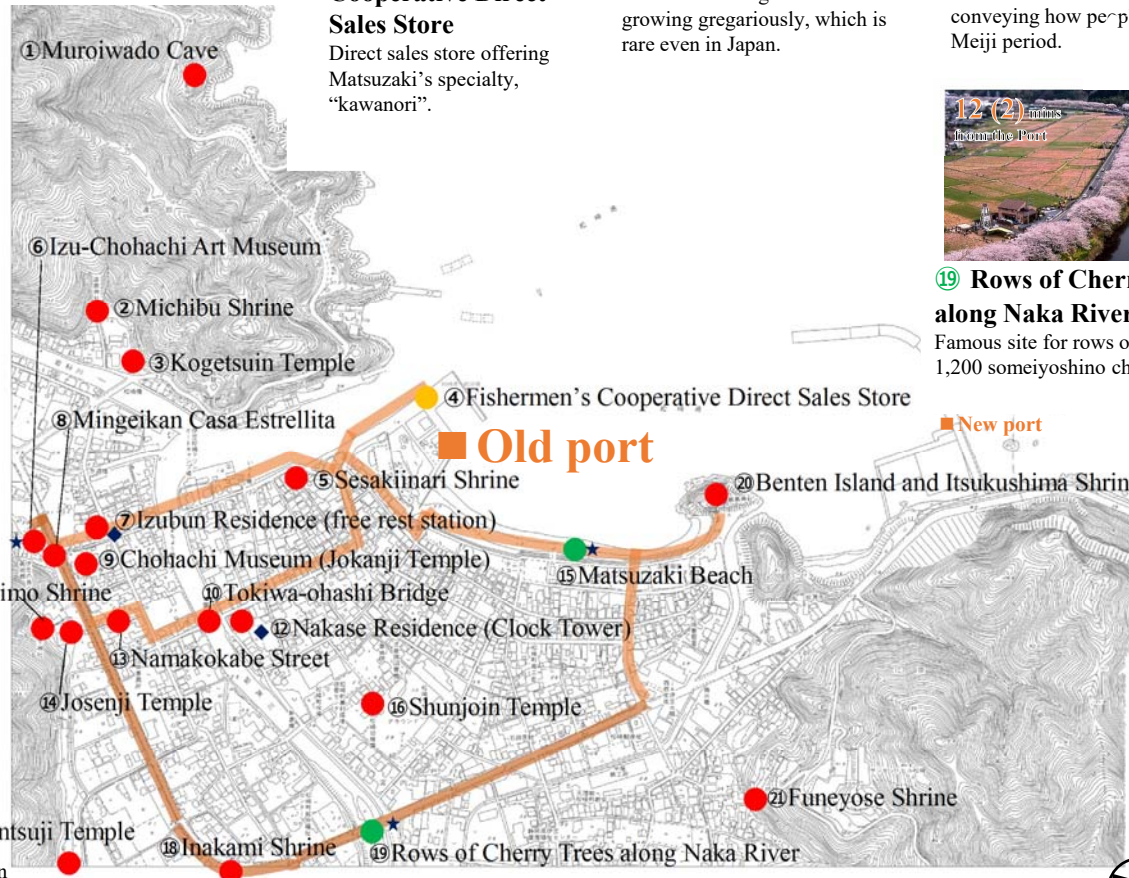 Cooperative Direct
Sales Store
Direct sales store offering
Matsuzaki’s specialty,
“kawanori”.
growing gregariously, which is
rare even in Japan.
conveying how
Meiji period.
12 (2) mins
from the Port
⑲ Rows of Cherr
along Naka River
Famous site for rows o
1,200 someiyoshino ch
①Muroiwado Cave
⑥Izu-Chohachi Art Museum
②Michibu Shrine
③Kogetsuin Temple
④Fishermen’s Cooperative Direct Sales Store
⑧Mingeikan Casa Estrellita
■ Old port
■ New port
⑤Sesakiinari Shrine
⑳Benten Island and Itsukushima Shrin
⑦Izubun Residence (free rest station)
⑨Chohachi Museum (Jokanji Temple)
⑮Matsuzaki Beach
imo Shrine
⑩Tokiwa-ohashi Bridge
⑫Nakase Residence (Clock Tower)
⑬Namakokabe Street
⑭Josenji Temple
⑯Shunjoin Temple
㉑Funeyose Shrine
ntsuji Temple
⑱Inakami Shrine
⑲Rows of Cherry Trees along Naka River
n